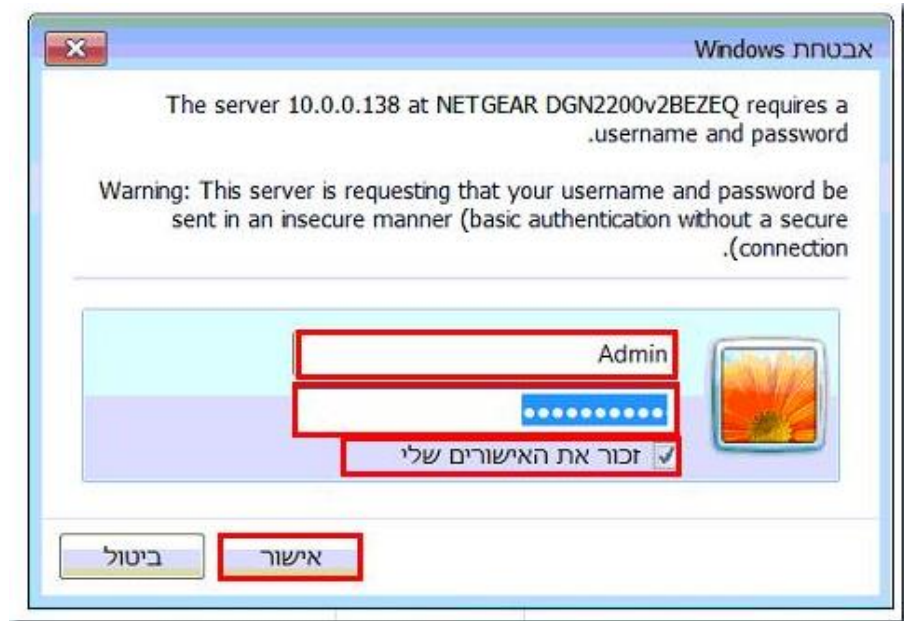 אבטחת Windows
The server 10.0.0.138 at NETGEAR DGN2200v2BEZEQ requires a
.username and password
Warning: This server is requesting that your username and password be
sent in an insecure manner (basic authentication without a secure
.(connection
Admin
••••••••••
זכור את האישורים שלי
אישור
ביטול